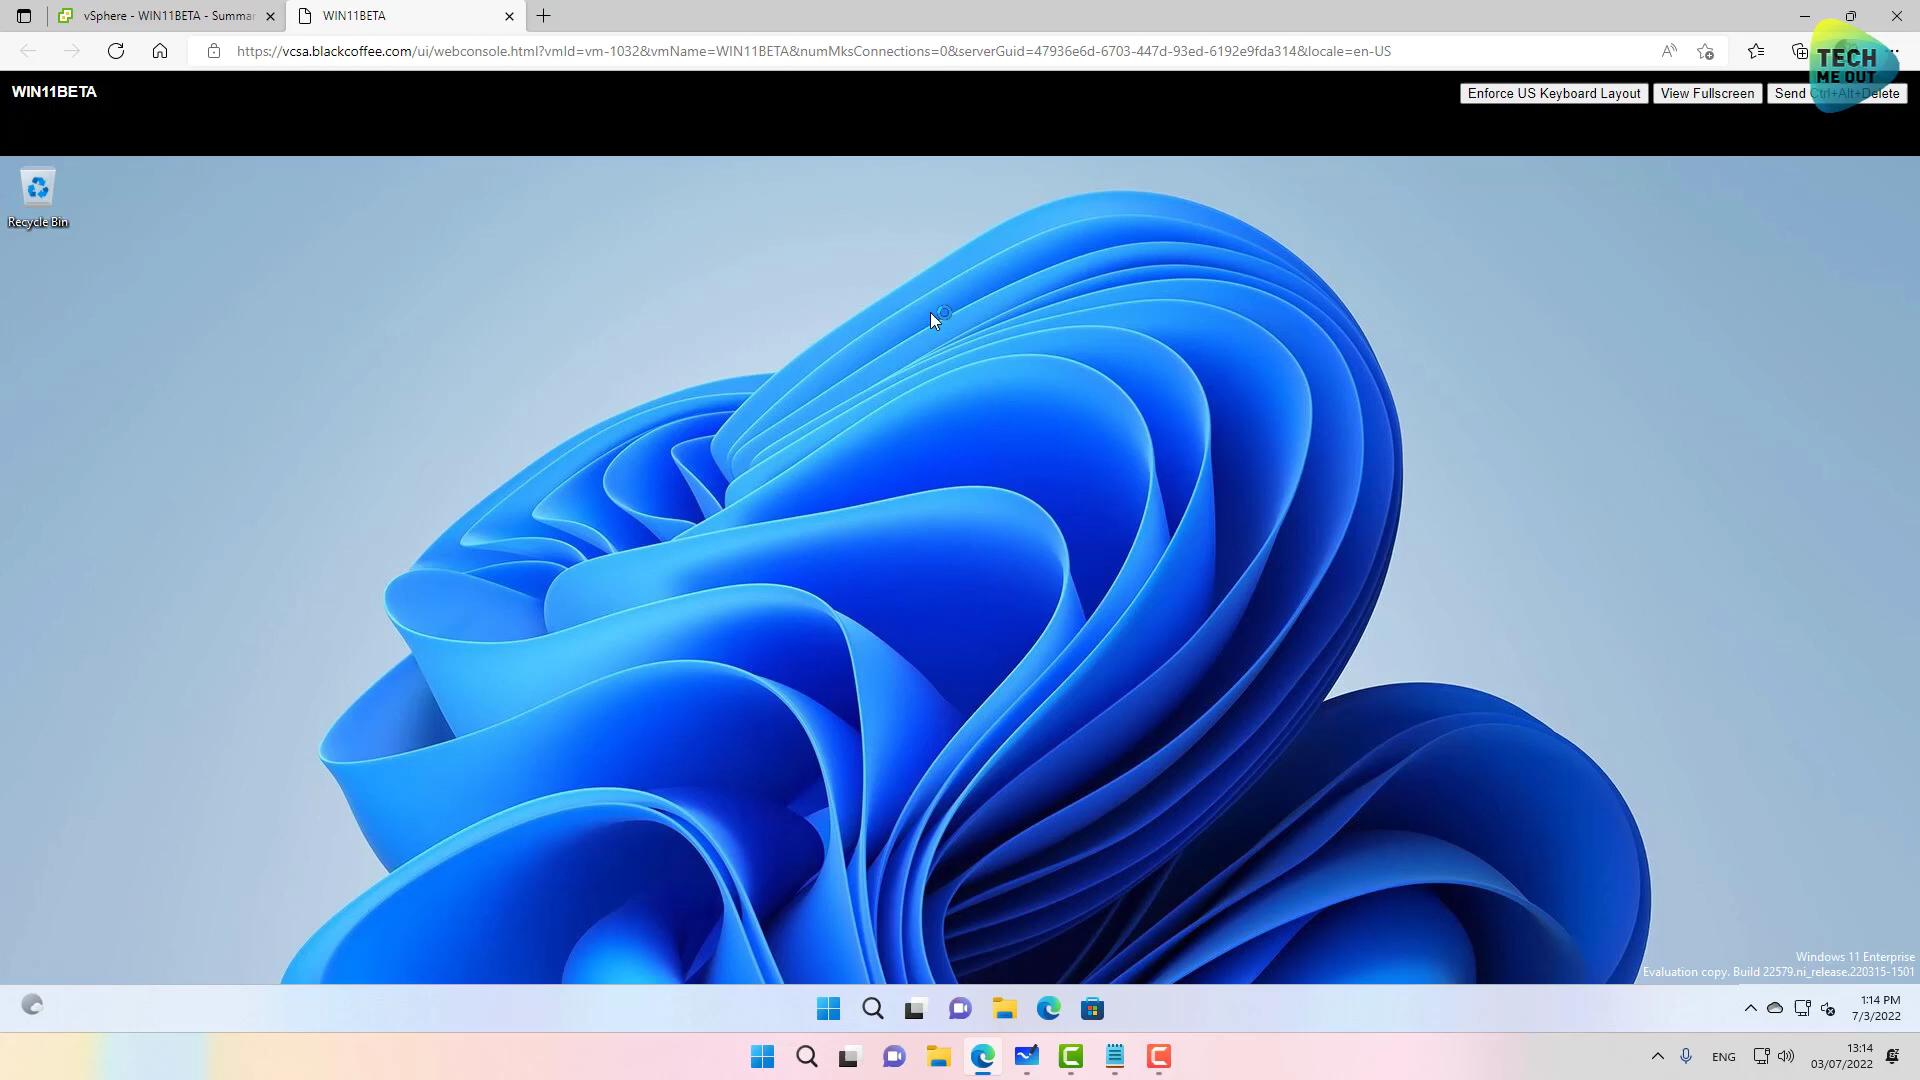 vSphere - WIN11BETA - Summar
WIN11BETA
https://vcsa.blackcoffee.com/ui/webconsole.html?vmId=vm-1032&vmName=WIN11BETA&numMksConnections=0&serverGuid=47936e6d-6703-447d-93ed-6192e9fda314&locale=en-US
TECH
ME OUT
WIN11BETA
Enforce US Keyboard Layout
View Fullscreen
Send Ctrl+Alt+Delete
Recycle Bin
Windows 11 Enterprise
Evaluation copy. Build 22579.ni_release.220315-1501
1:14 PM
7/3/2022
ENG
13:14
03/07/2022